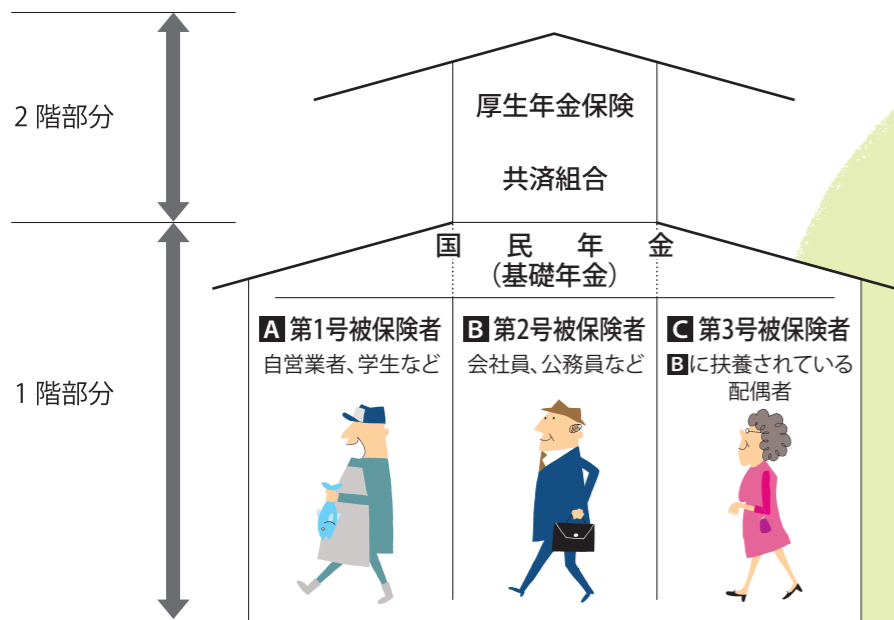 2階部分
厚生年金保険
共済組合
1階部分
国民年金
(基礎年金)
A 第1号被保険者
自営業者、学生など
B 第2号被保険者
会社員、公務員など
C 第3号被保険者
Bに扶養されている
配偶者